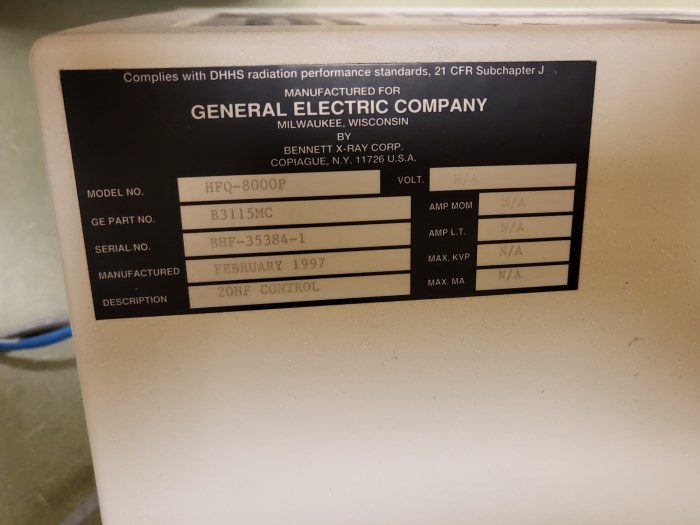 Complies with DHHS radiation performance standards, 21 CFR Subchapter J
MANUFACTURED FOR
GENERAL ELECTRIC COMPANY
MILWAUKEE, WISCONSIN
BY
BENNETT X-RAY CORP.
COPIAGUE, N.Y. 11726 U.S.A.
MODEL NO. HFQ-8000P VOLT. N/A
GE PART NO. B3115MC AMP MOM N/A
SERIAL NO. BHF-35384-1 AMP L.T. N/A
MANUFACTURED FEBRUARY 1997 MAX. KVP N/A
DESCRIPTION 20HF CONTROL MAX. MA N/A